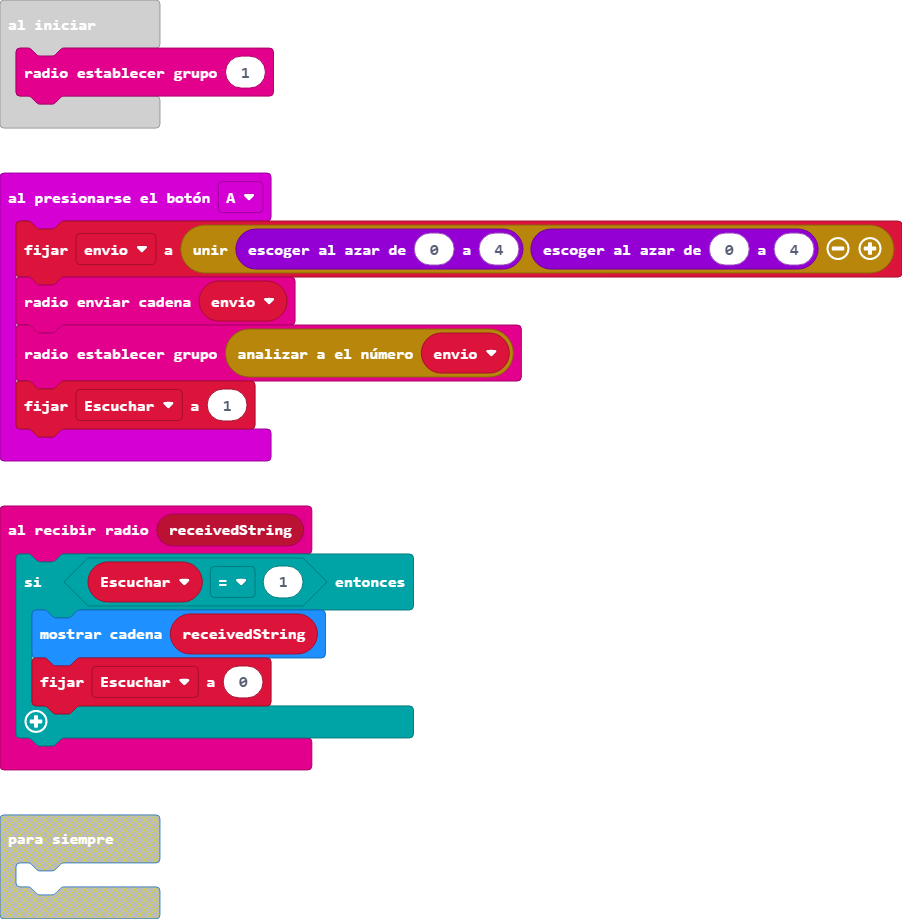 al iniciar
radio establecer grupo 1
al presionarse el botón A
fijar envio a unir escoger al azar de 0 a 4 escoger al azar de 0 a 4
radio enviar cadena envio
radio establecer grupo analizar a el número envio
fijar Escuchar a 1
al recibir radio receivedString
si Escuchar = 1 entonces
mostrar cadena receivedString
fijar Escuchar a 0
para siempre